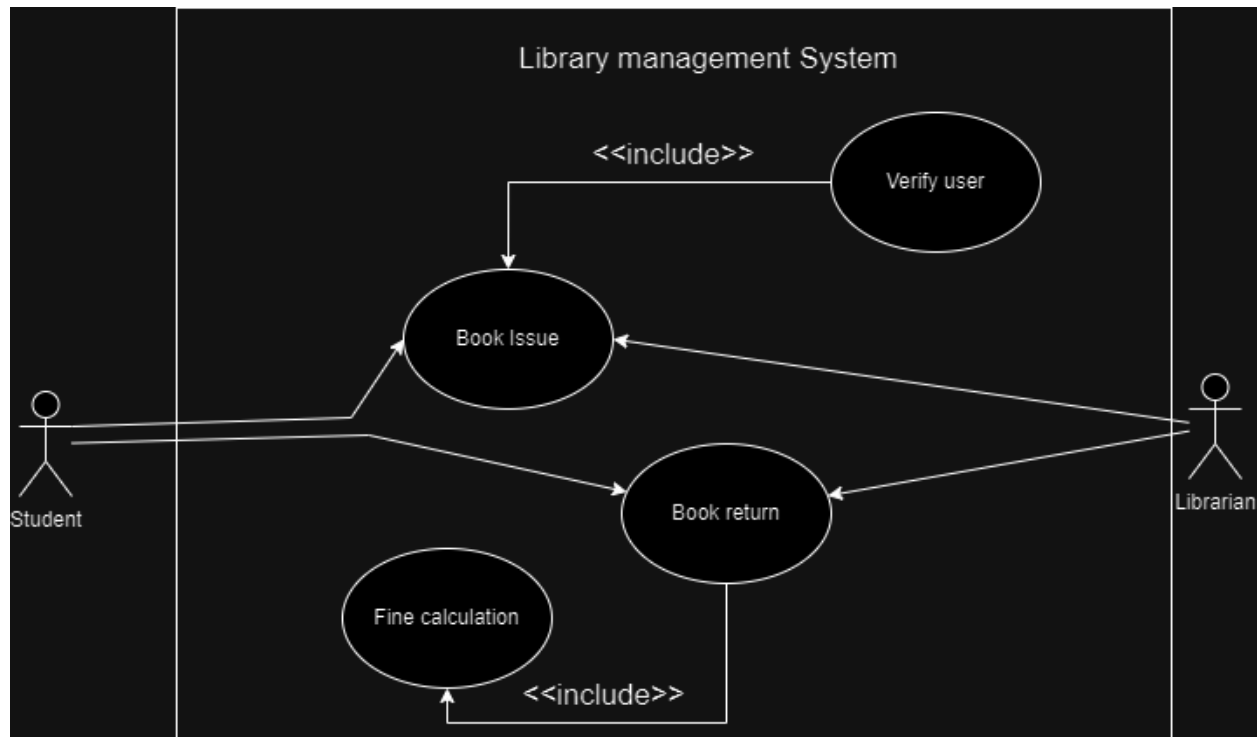 Library management System
<<include>>
Verify user
Book Issue
Student
Librarian
Book return
Fine calculation
<<include>>